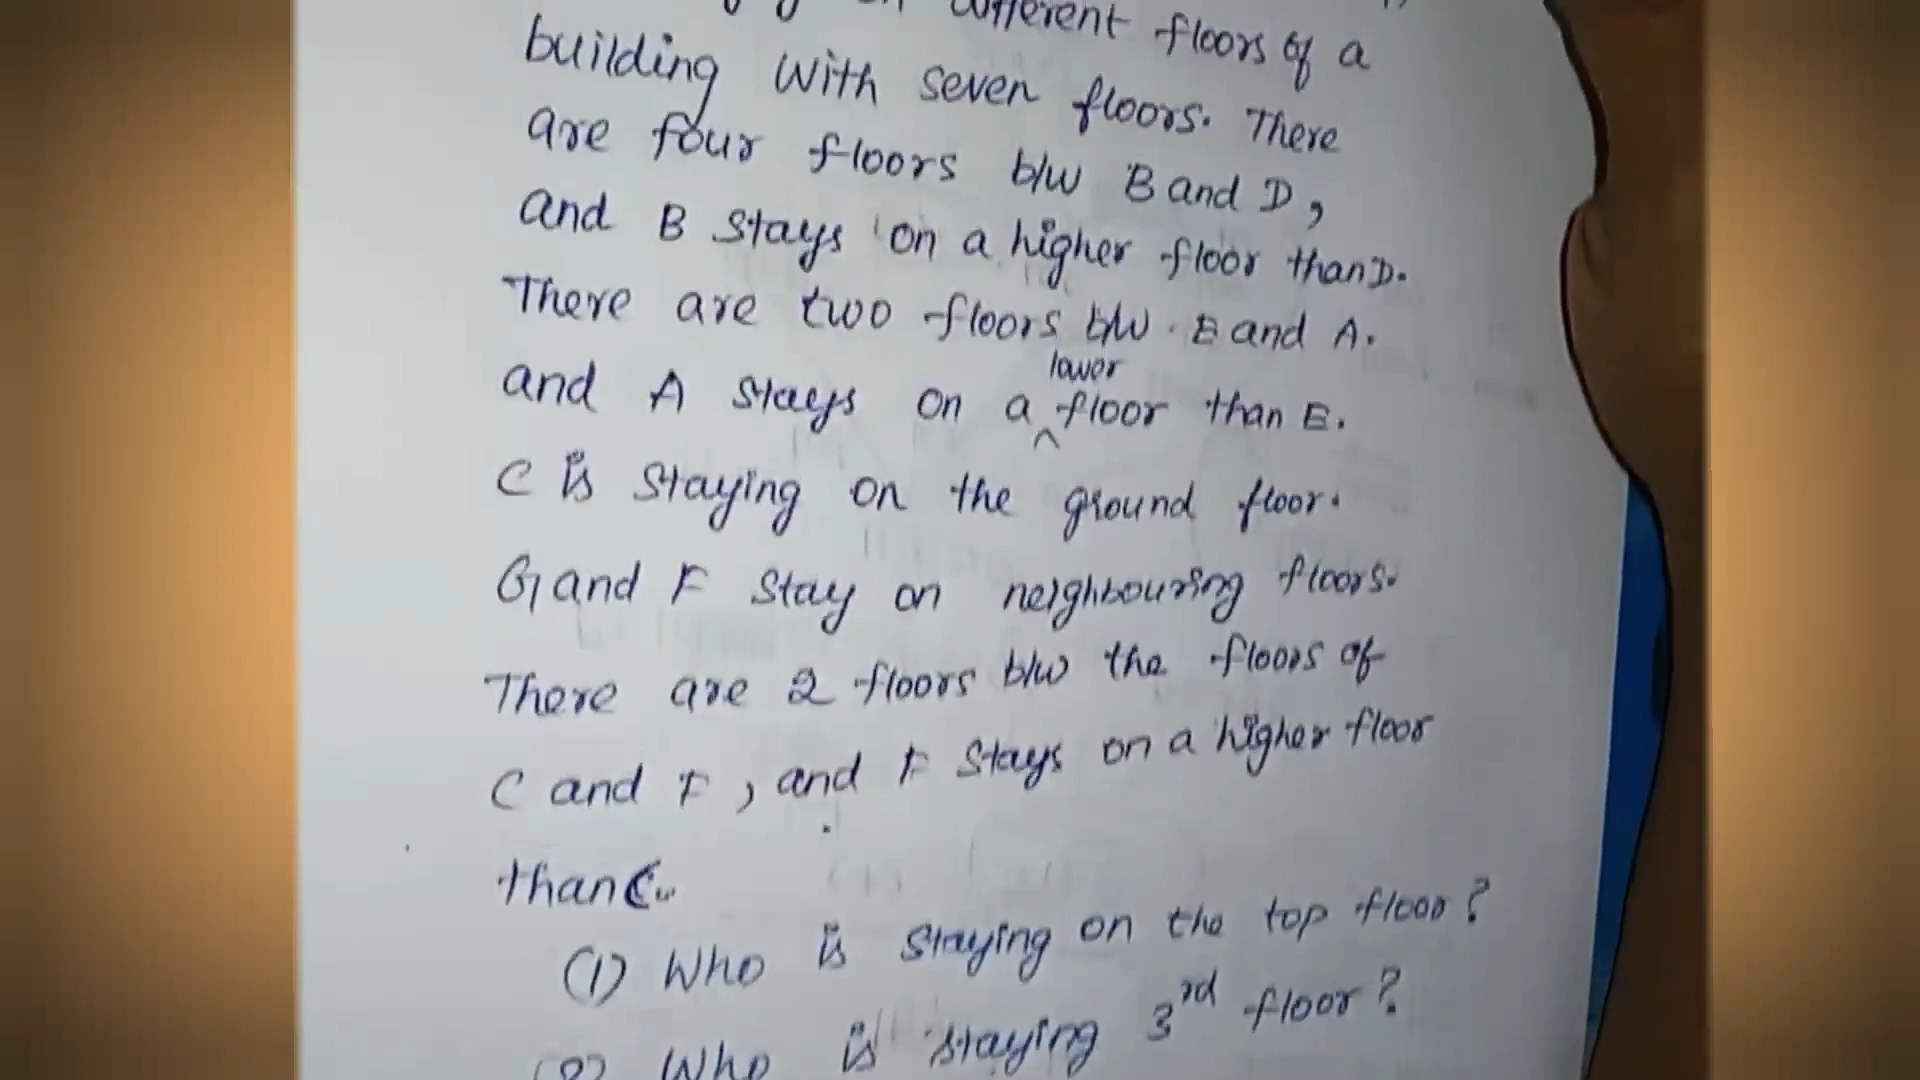 different floors of a
building with seven floors. There
are four floors b/w B and D,
and B stays on a higher floor than D.
There are two floors b/w E and A.
lower
and A stays on a ^ floor than E.
C is staying on the ground floor.
G and F stay on neighbouring floors.
There are 2 floors b/w the floors of
C and F, and F stays on a higher floor
than C.
(1) Who is staying on the top floor?
(2) Who is staying 3rd floor?